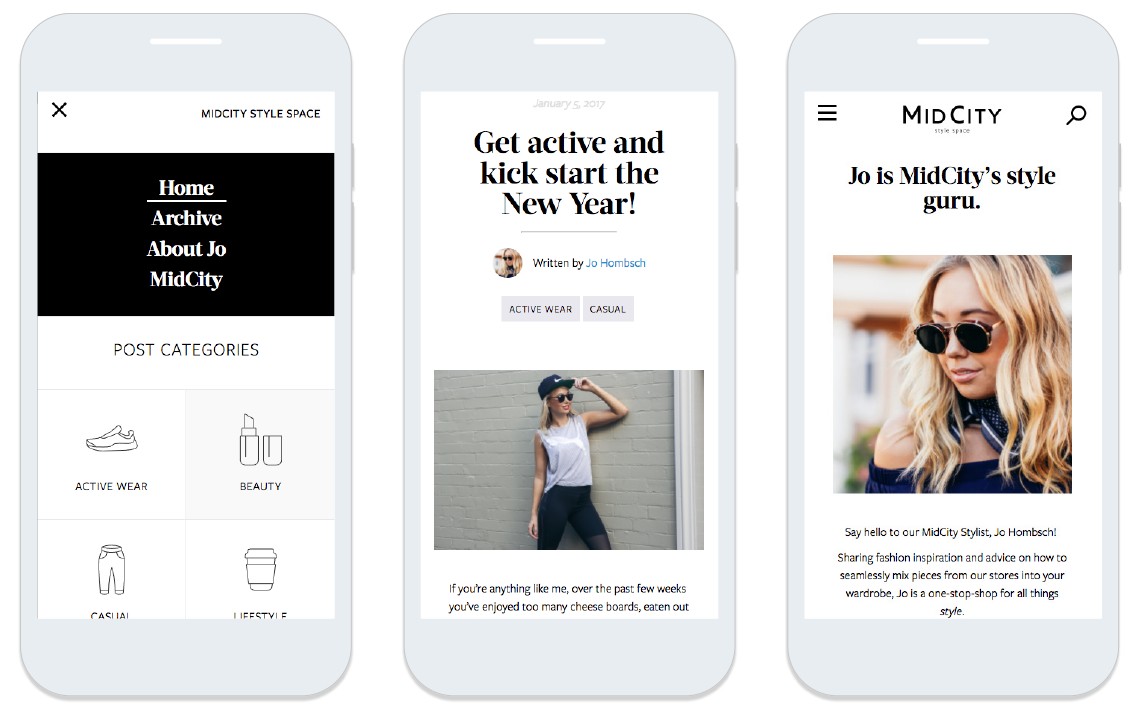 MIDCITY STYLE SPACE
Home
Archive
About Jo
MidCity
POST CATEGORIES
ACTIVE WEAR
BEAUTY
CASUAL
LIFESTYLE
January 5, 2017
Get active and
kick start the
New Year!
Written by Jo Hombsch
ACTIVE WEAR
CASUAL
If you’re anything like me, over the past few weeks
you’ve enjoyed too many cheese boards, eaten out
MIDCITY
style space
Jo is MidCity’s style
guru.
Say hello to our MidCity Stylist, Jo Hombsch!
Sharing fashion inspiration and advice on how to
seamlessly mix pieces from our stores into your
wardrobe, Jo is a one-stop-shop for all things
style.